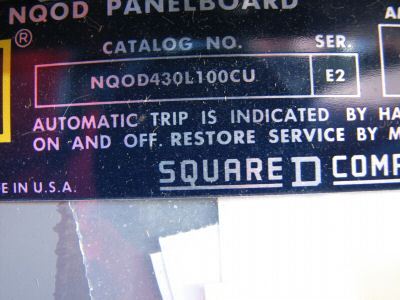 NQOD PANELBOARD
®
CATALOG NO. SER.
NQOD430L100CU E2
AUTOMATIC TRIP IS INDICATED BY HA
ON AND OFF. RESTORE SERVICE BY M
SQUARE D COMP
E IN U.S.A.